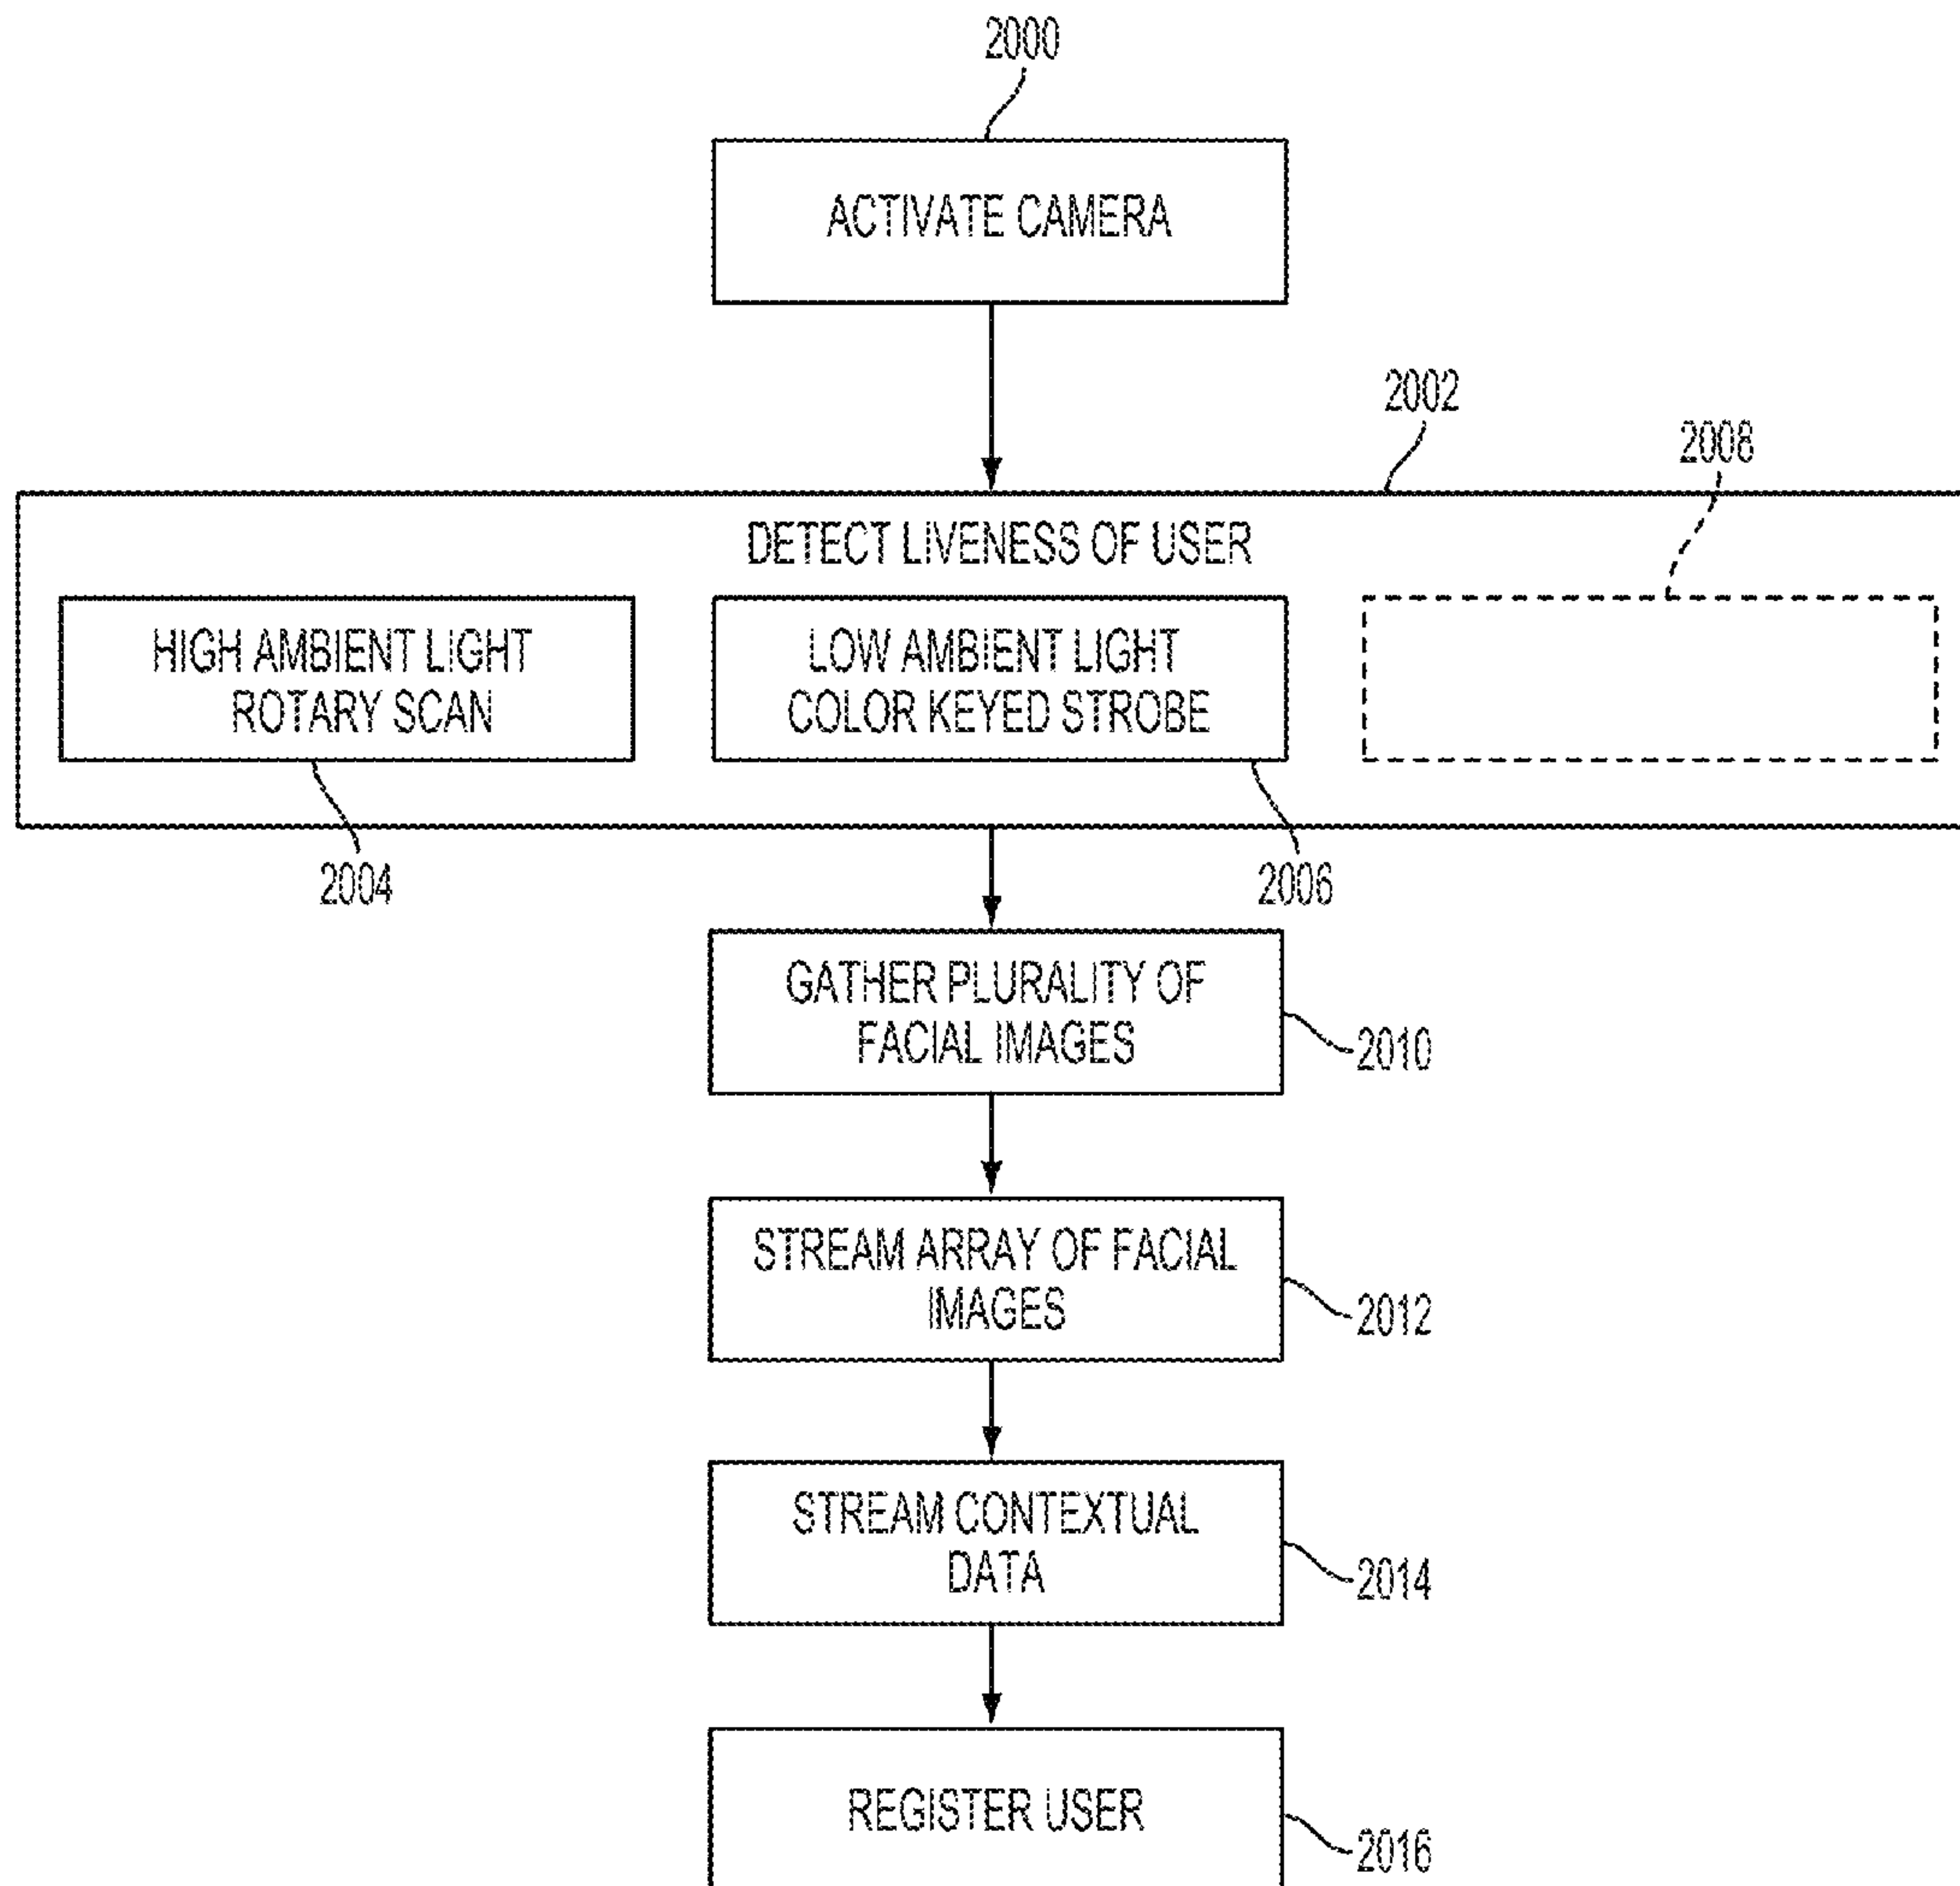 2000
ACTIVATE CAMERA
2002
2008
DETECT LIVENESS OF USER
HIGH AMBIENT LIGHT
ROTARY SCAN
LOW AMBIENT LIGHT
COLOR KEYED STROBE
2004
2006
GATHER PLURALITY OF
FACIAL IMAGES
2010
STREAM ARRAY OF FACIAL
IMAGES
2012
STREAM CONTEXTUAL
DATA
2014
REGISTER USER
2016